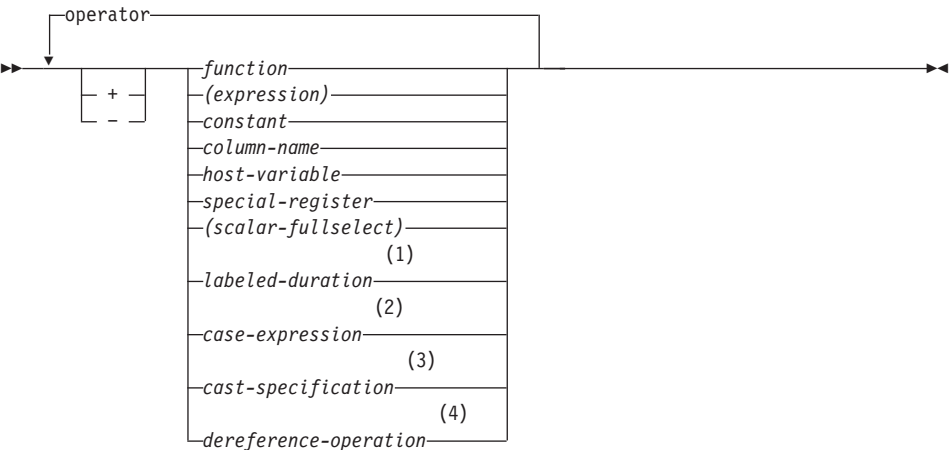 operator
function
+
(expression)
−
constant
column-name
host-variable
special-register
(scalar-fullselect)
(1)
labeled-duration
(2)
case-expression
(3)
cast-specification
(4)
dereference-operation